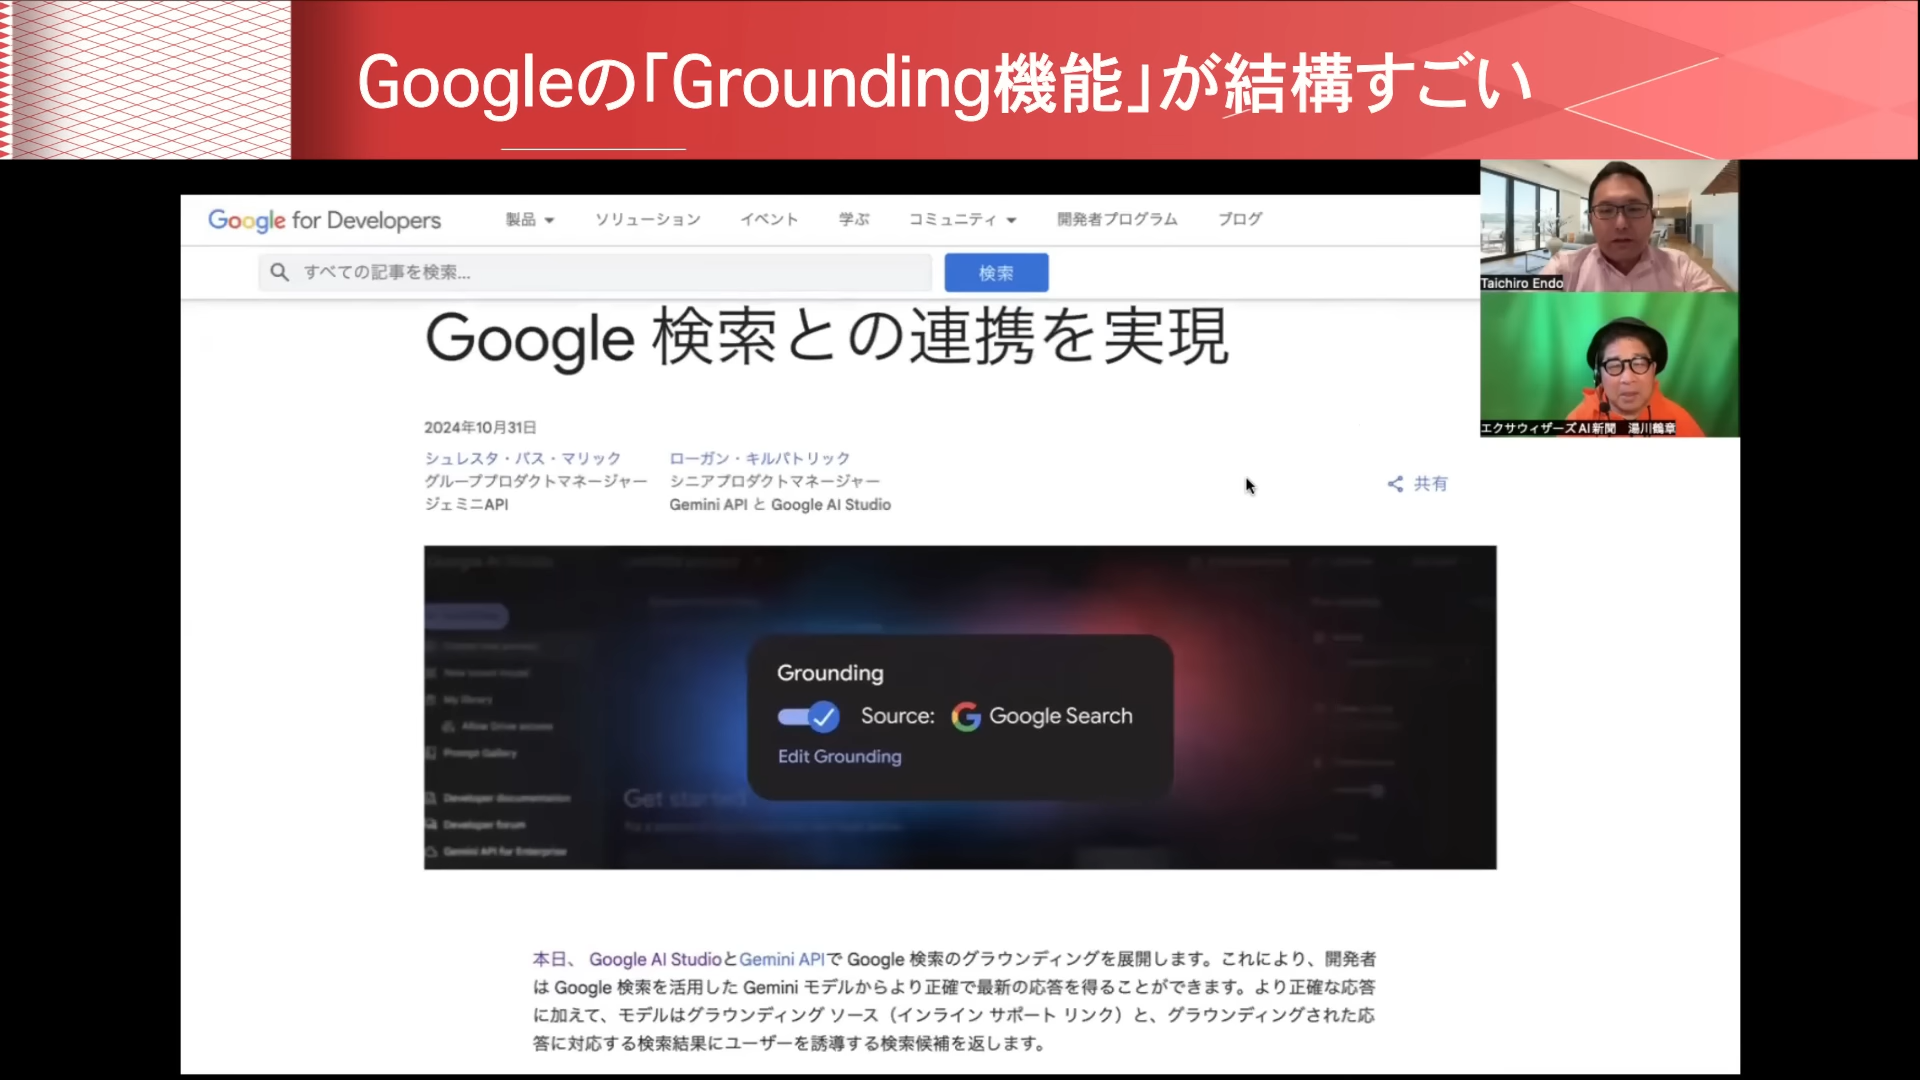 Googleの「Grounding機能」が結構すごい
Google for Developers 製品 ソリューション イベント 学ぶ コミュニティ 開発者プログラム ブログ
すべての記事を検索... 検索
Taichiro Endo
エクサウィザーズAI新聞 湯川鶴章
Google 検索との連携を実現
2024年10月31日
シュレスタ・バス・マリック
グループプロダクトマネージャー
ジェミニAPI
ローガン・キルパトリック
シニアプロダクトマネージャー
Gemini API と Google AI Studio
共有
Grounding
Source: Google Search
Edit Grounding
My library
Allow Drive access
Prompt Gallery
Developer documentation
Developer forum
Gemini API for Enterprise
Get started
本日、 Google AI StudioとGemini APIで Google 検索のグラウンディングを展開します。これにより、開発者
は Google 検索を活用した Gemini モデルからより正確で最新の応答を得ることができます。より正確な応答
に加えて、モデルはグラウンディング ソース（インライン サポート リンク）と、グラウンディングされた応
答に対応する検索結果にユーザーを誘導する検索候補を返します。